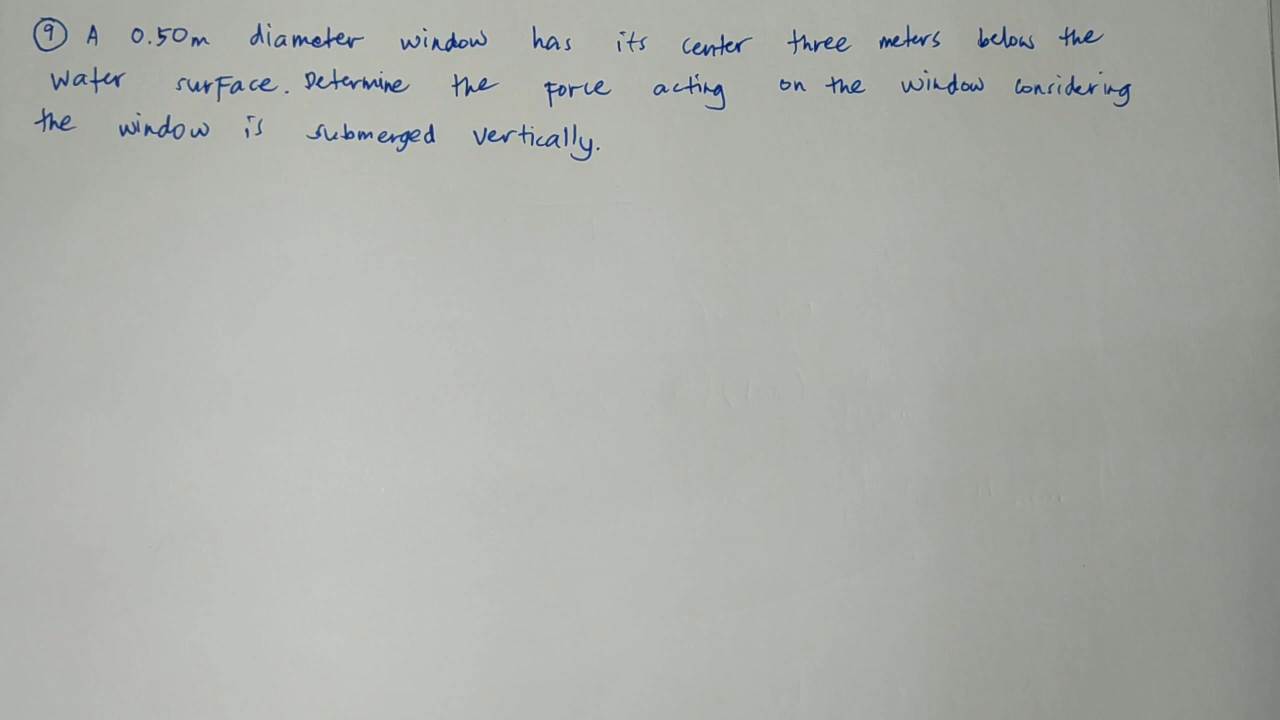 ⑨ A 0.50m diameter window has its center three meters below the
water surface. Determine the force acting on the window considering
the window is submerged vertically.